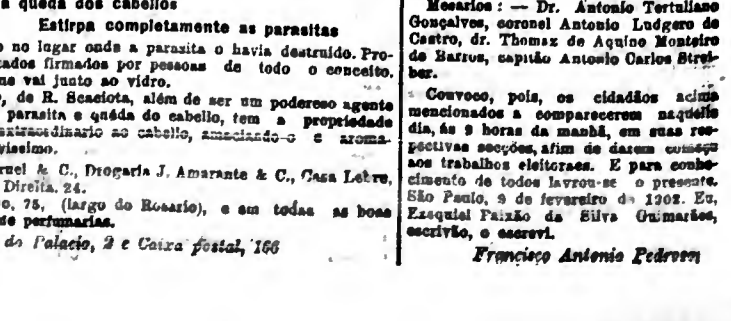 a quéda dos cabellos
Estirpa completamente as parasitas
o no logar onde a parasita o havia destruido. Pro-
cados firmados por pessoas de todo o conceito.
vai junto ao vidro.
de R. Scaciota, além de ser um poderoso agente
parasita e quéda do cabello, tem a propriedade
extraordinario ao cabello, amaciando-o e aroma-
vissimo.
ruel & C., Drogaria J. Amarante & C., Casa Lebre,
Direita, 24.
o, 75, (largo do Rosario), e em todas as boas
de perfumarias.
do Palacio, 2 e Caixa postal, 166
Mesarios: — Dr. Antonio Tertuliano
Gonçalves, coronel Antonio Ludgero de
Castro, dr. Thomaz de Aquino Monteiro
de Barros, capitão Antonio Carlos Strei-
ber.
Convoco, pois, os cidadãos acima
mencionados a comparecerem naquelle
dia, ás 9 horas da manhã, em suas res-
pectivas secções, afim de darem começo
aos trabalhos eleitoraes. E para conhe-
cimento de todos lavrou-se o presente.
São Paulo, 9 de fevereiro de 1902. Eu,
Ezequiel Paixão da Silva Guimarães,
escrivão, o escrevi.
Francisco Antonio Pedroso